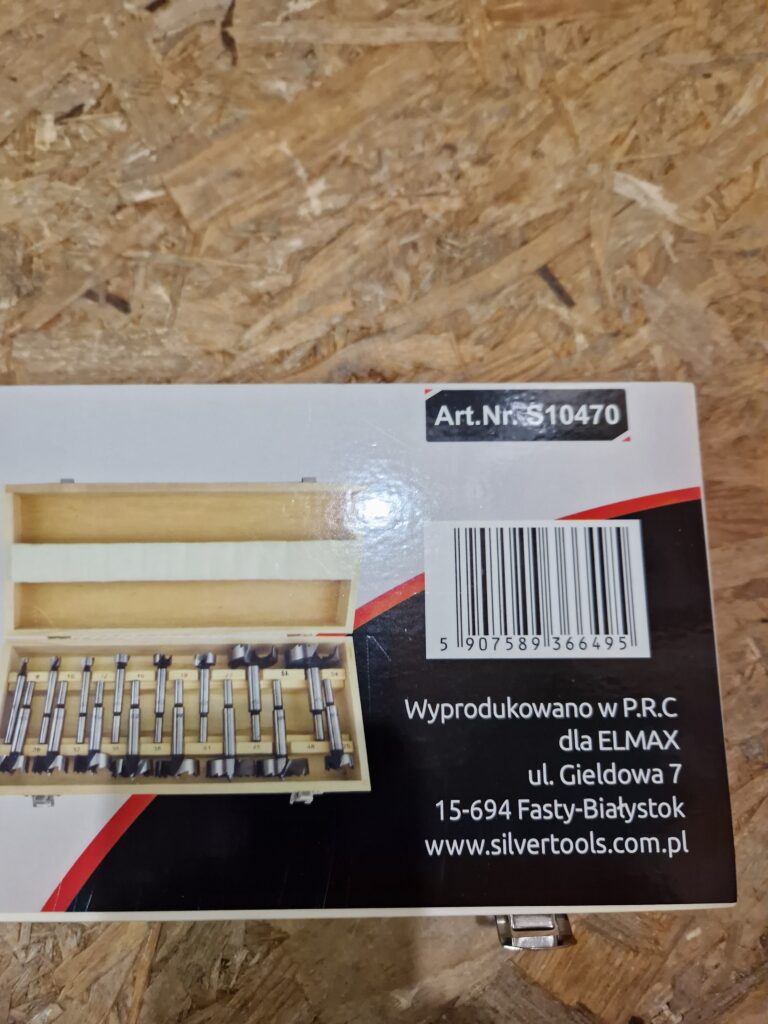 Art.Nr. S10470
5 907589 366495
Wyprodukowano w P.R.C
dla ELMAX
ul. Gieldowa 7
15-694 Fasty-Białystok
www.silvertools.com.pl